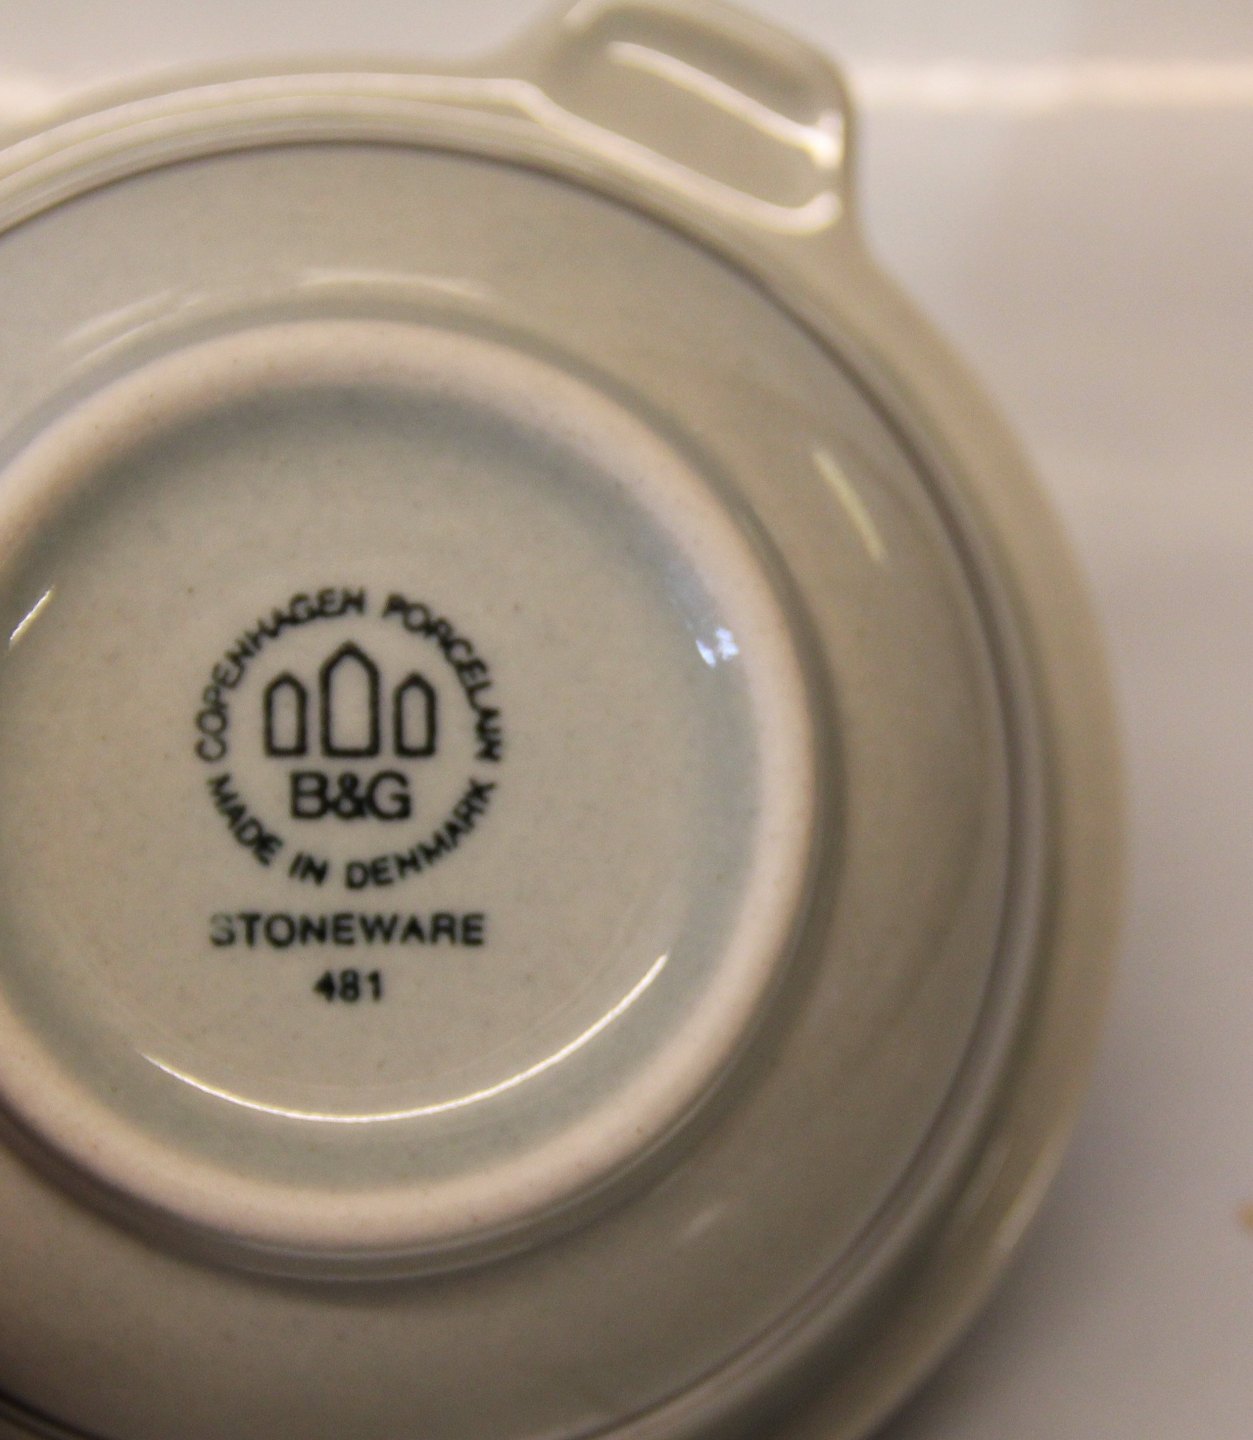 COPENHAGEN PORCELAIN
B&G
MADE IN DENMARK
STONEWARE
481